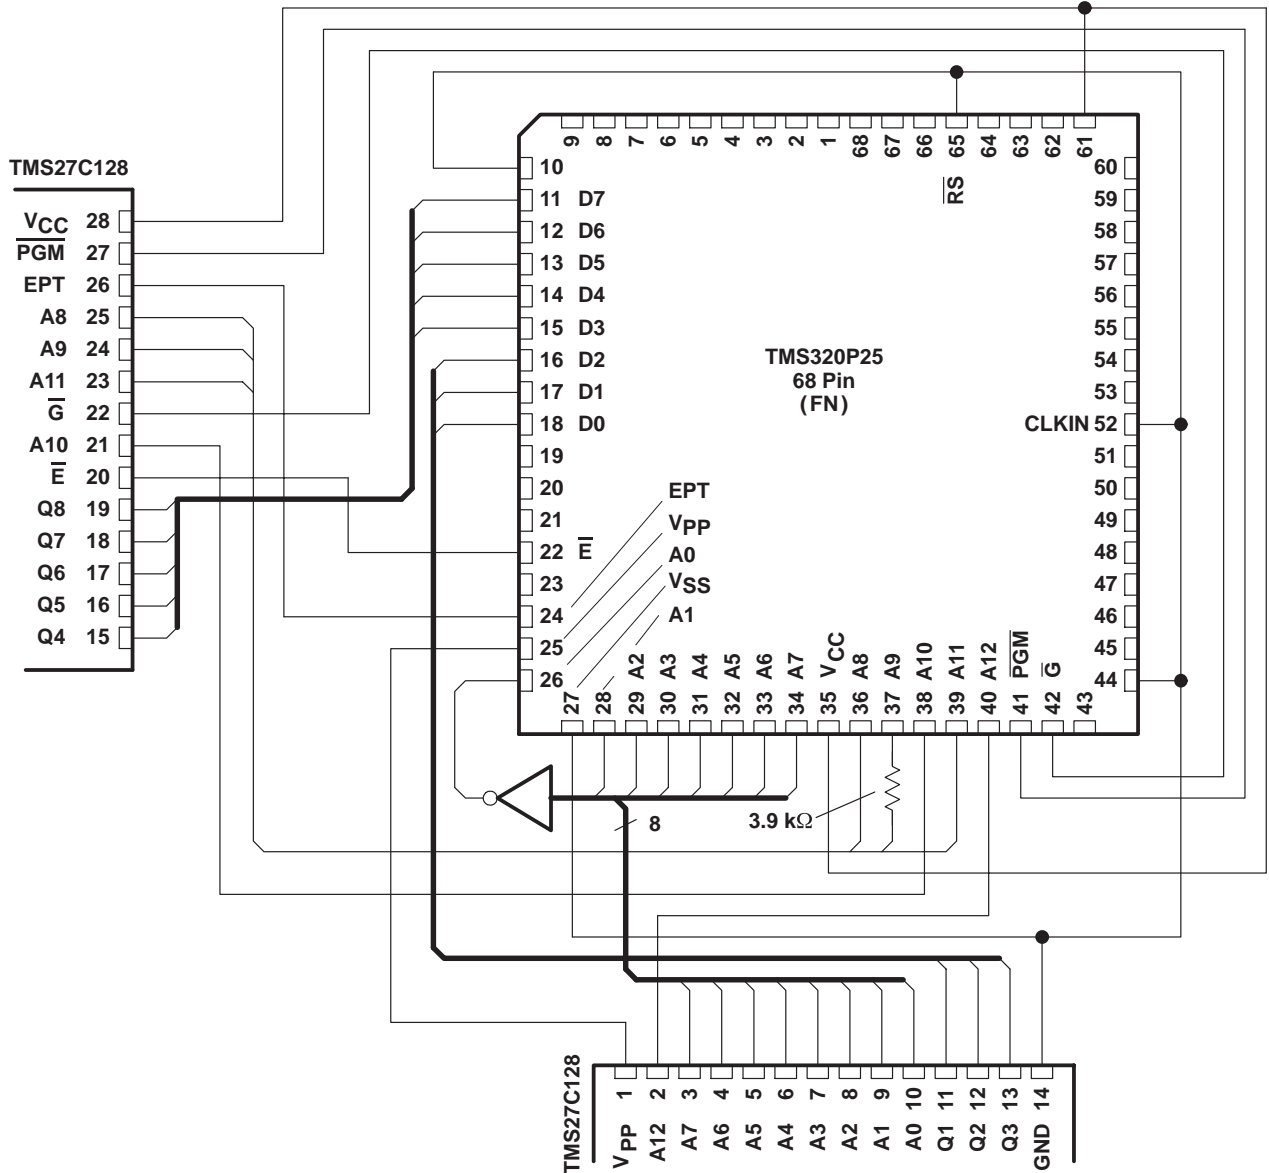 9 8 7 6 5 4 3 2 1 68 67 66 65 64 63 62 61
R̅S̅
TMS27C128
VCC 28
P̅G̅M̅ 27
EPT 26
A8 25
A9 24
A11 23
G̅ 22
A10 21
E̅ 20
Q8 19
Q7 18
Q6 17
Q5 16
Q4 15
10
11 D7
12 D6
13 D5
14 D4
15 D3
16 D2
17 D1
18 D0
19
20
21
22 E̅
23
24
25
26
EPT
VPP
A0
VSS
A1
TMS320P25
68 Pin
(FN)
60
59
58
57
56
55
54
53
CLKIN 52
51
50
49
48
47
46
45
44
27
28
29 A2
30 A3
31 A4
32 A5
33 A6
34 A7
35 VCC
36 A8
37 A9
38 A10
39 A11
40 A12
41 P̅G̅M̅
42 G̅
43
8
3.9 kΩ
TMS27C128
VPP 1
A12 2
A7 3
A6 4
A5 5
A4 6
A3 7
A2 8
A1 9
A0 10
Q1 11
Q2 12
Q3 13
GND 14